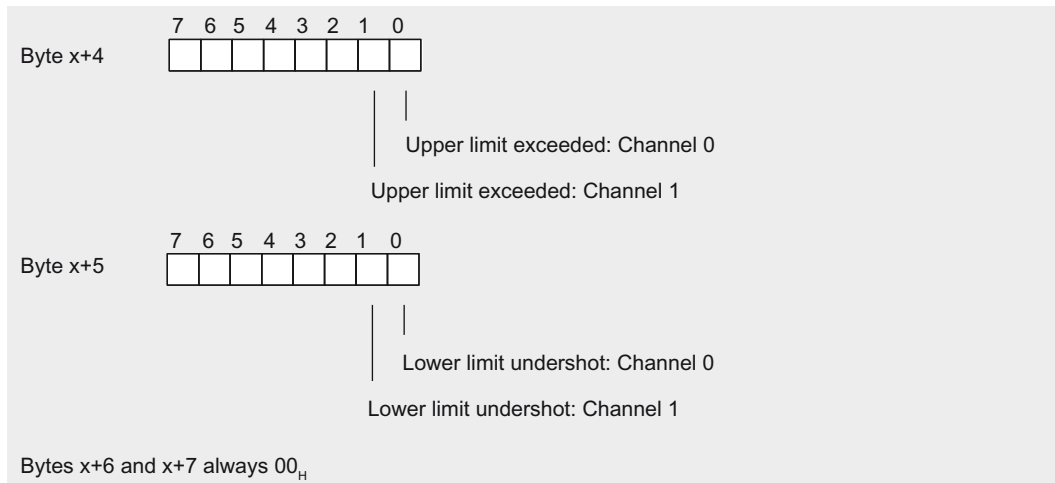 7 6 5 4 3 2 1 0
Byte x+4
Upper limit exceeded: Channel 0
Upper limit exceeded: Channel 1
7 6 5 4 3 2 1 0
Byte x+5
Lower limit undershot: Channel 0
Lower limit undershot: Channel 1
Bytes x+6 and x+7 always 00H